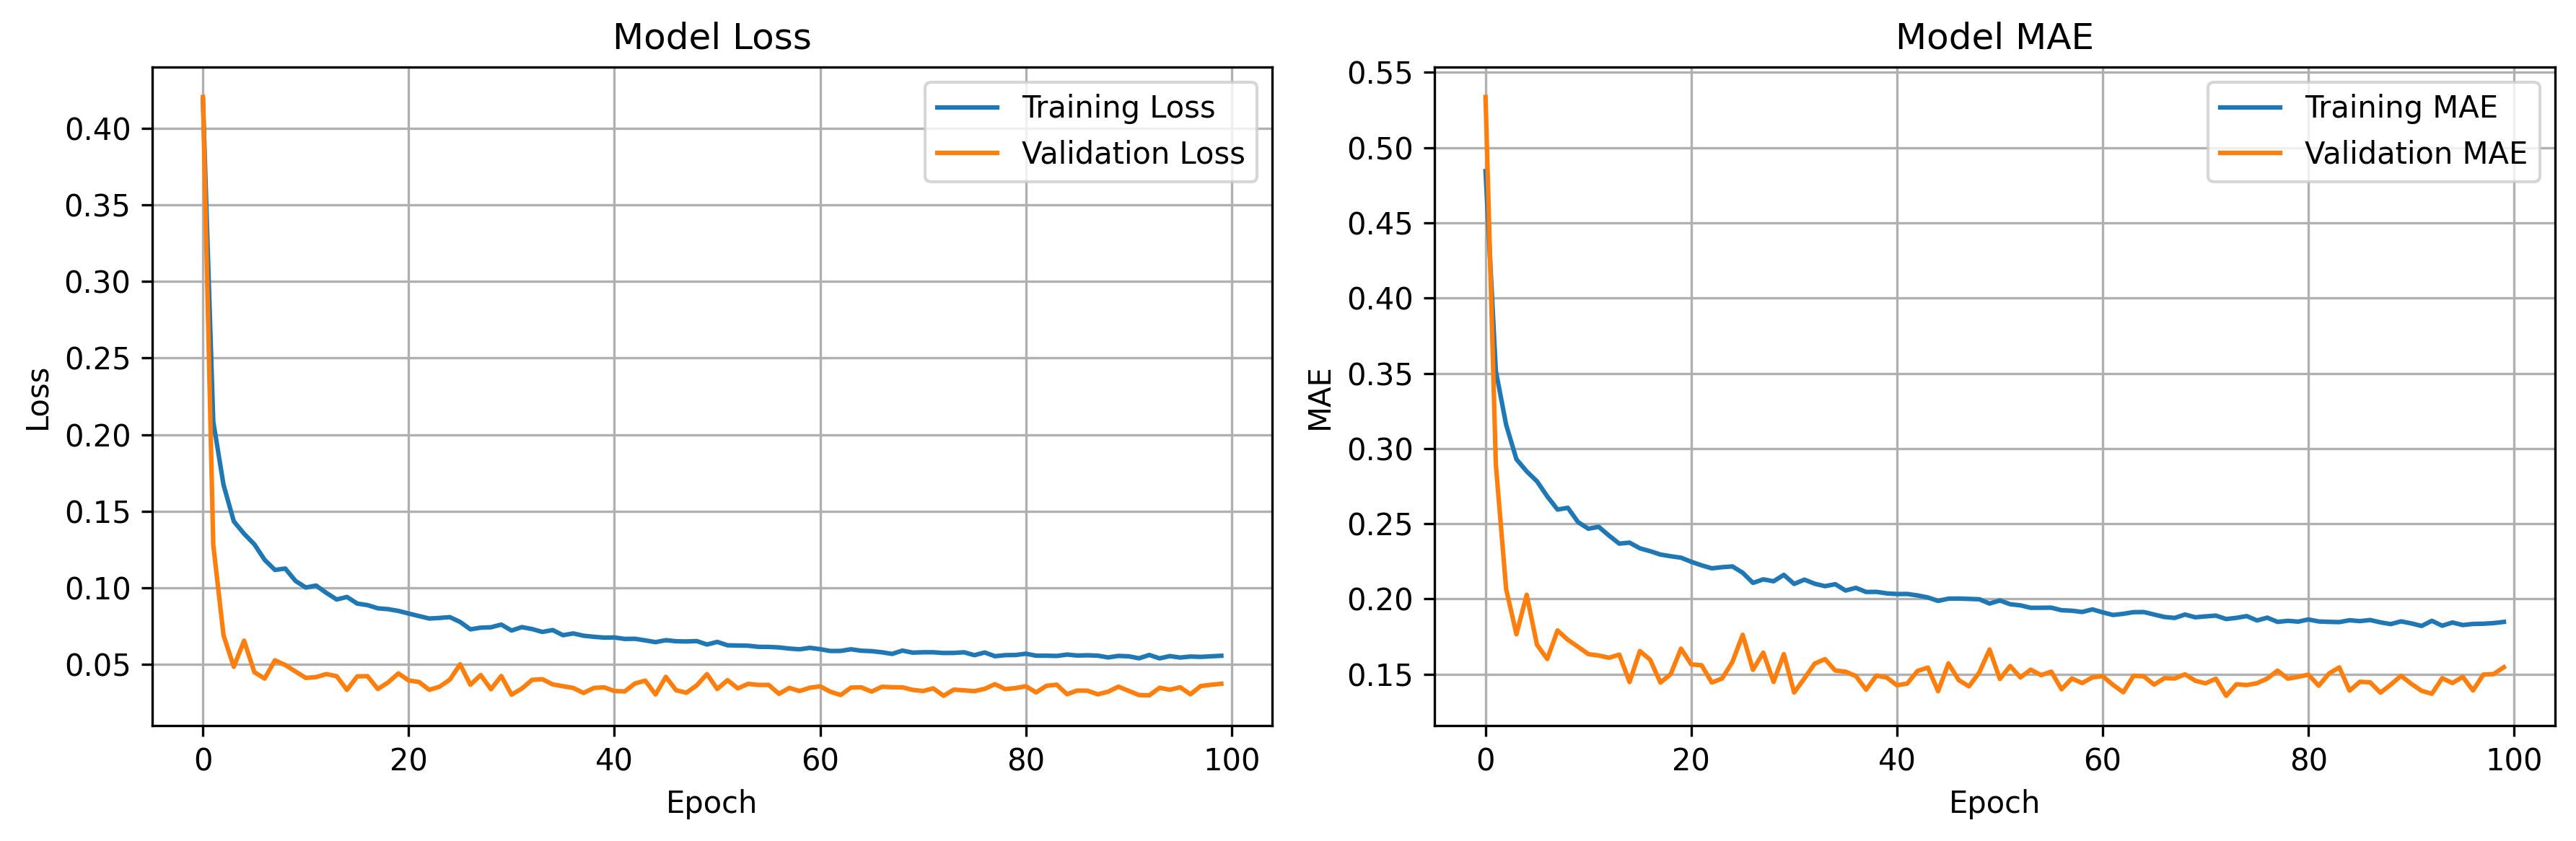 Model Loss
Loss
0.40
0.35
0.30
0.25
0.20
0.15
0.10
0.05
Training Loss
Validation Loss
0 20 40 60 80 100
Epoch
Model MAE
MAE
0.55
0.50
0.45
0.40
0.35
0.30
0.25
0.20
0.15
Training MAE
Validation MAE
0 20 40 60 80 100
Epoch